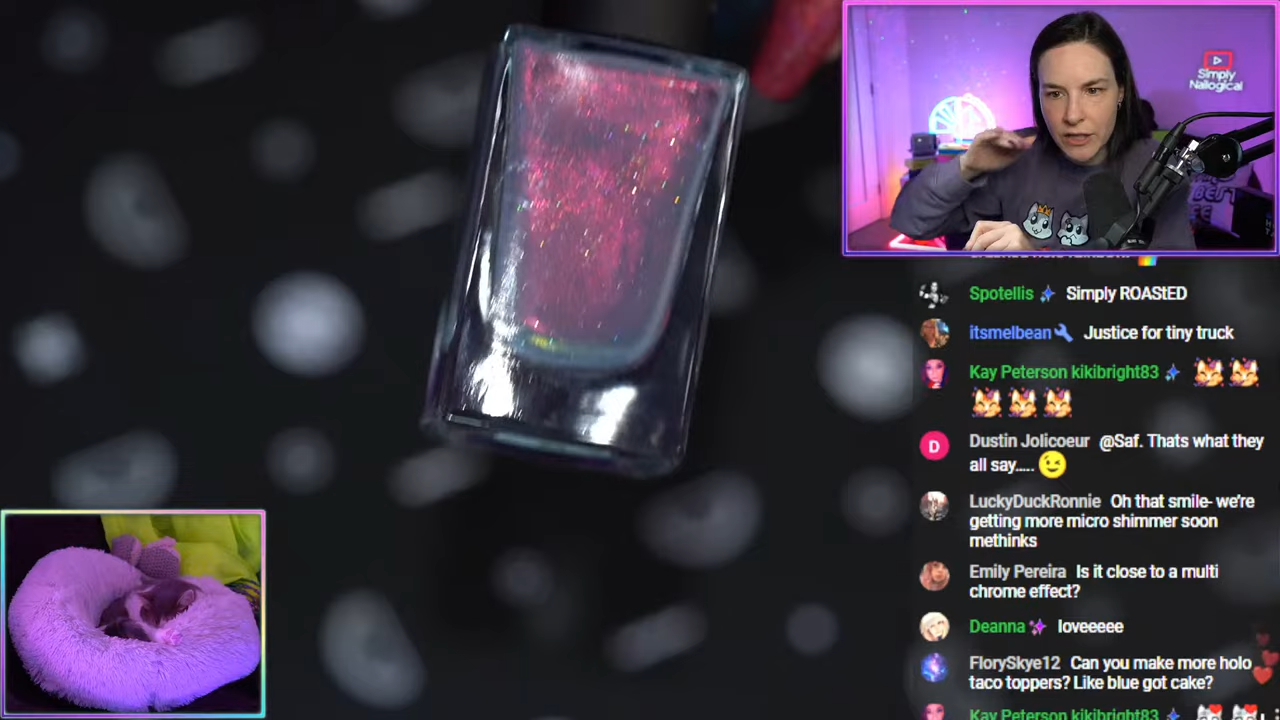 Simply
Nailogical
Spotellis Simply ROAStED
itsmelbean Justice for tiny truck
Kay Peterson kikibright83
D
Dustin Jolicoeur @Saf. Thats what they
all say..... 
LuckyDuckRonnie Oh that smile- we're
getting more micro shimmer soon
methinks
Emily Pereira Is it close to a multi
chrome effect?
Deanna loveeeee
FlorySkye12 Can you make more holo
taco toppers? Like blue got cake?
Kay Peterson kikibright83